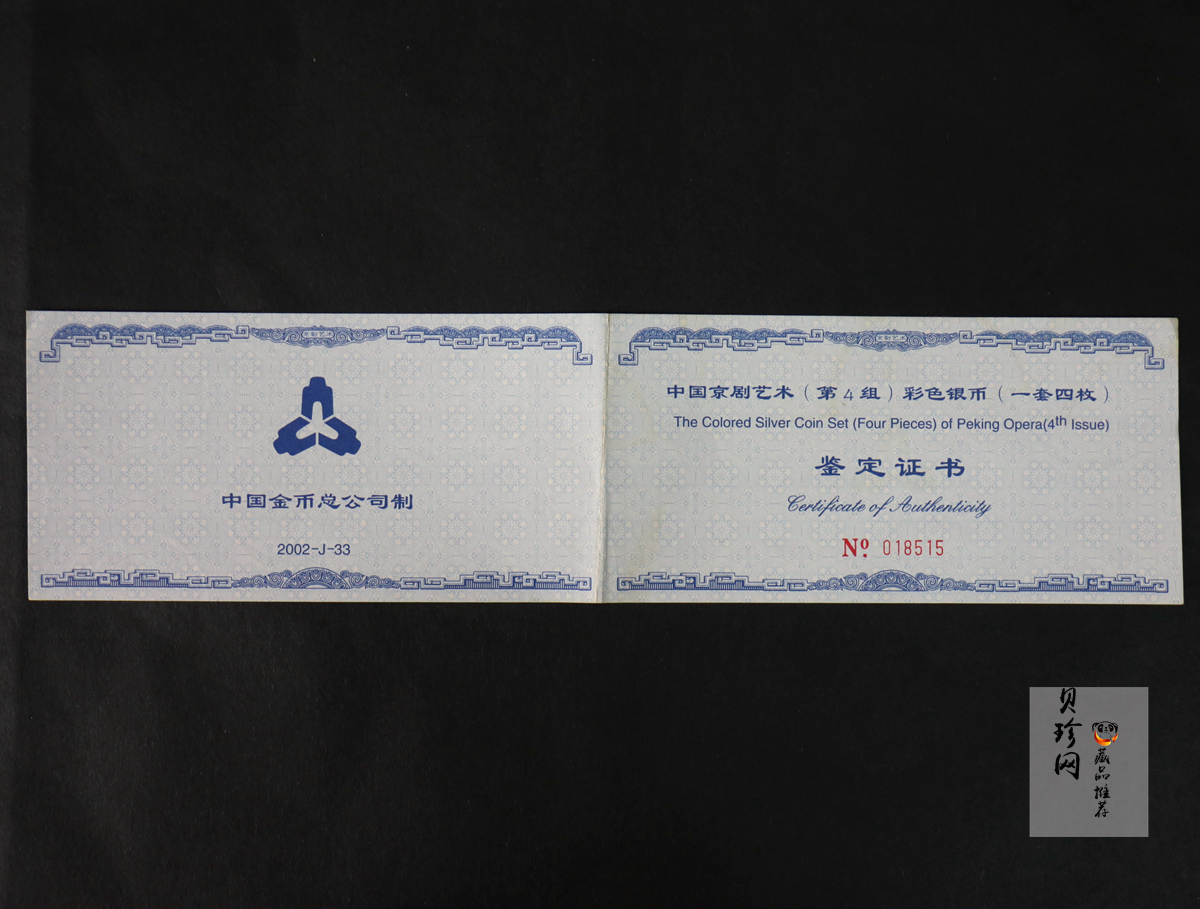 中国金币总公司制
2002-J-33
中国京剧艺术（第4组）彩色银币（一套四枚）
The Colored Silver Coin Set (Four Pieces) of Peking Opera(4th Issue)
鉴定证书
Certificate of Authenticity
Nº 018515
贝珍网
藏品推荐